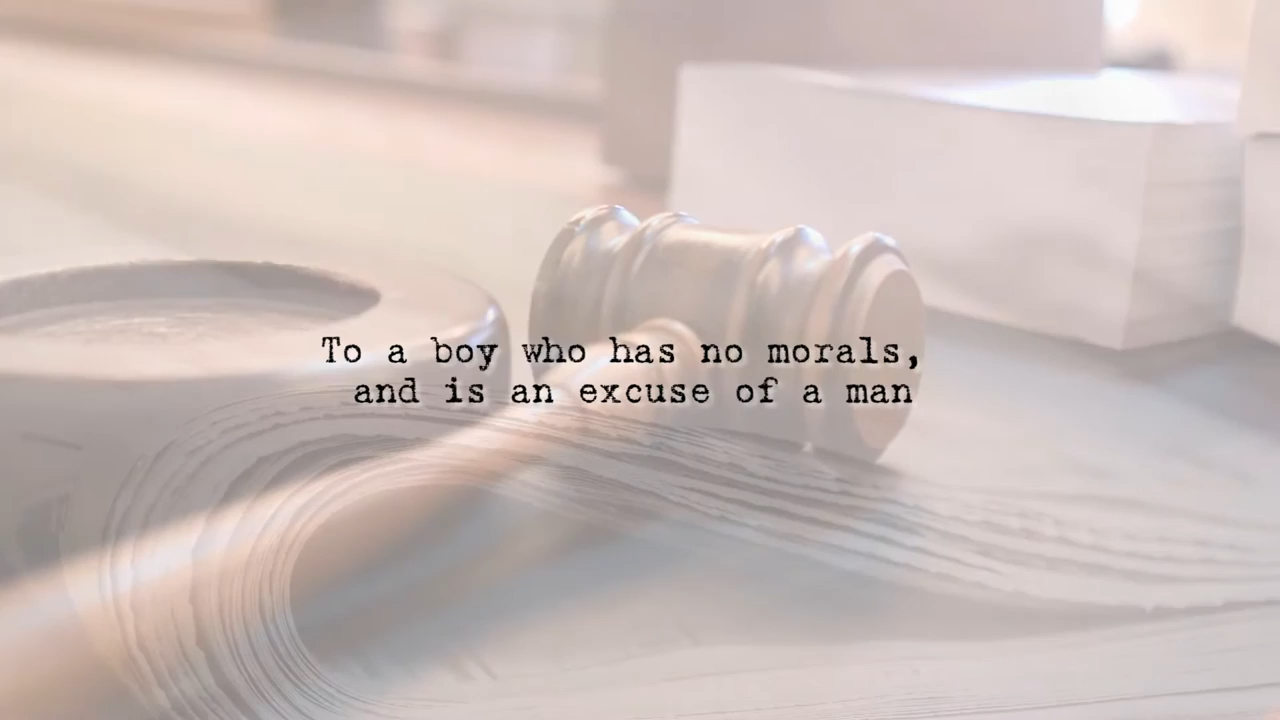 To a boy who has no morals,
and is an excuse of a man